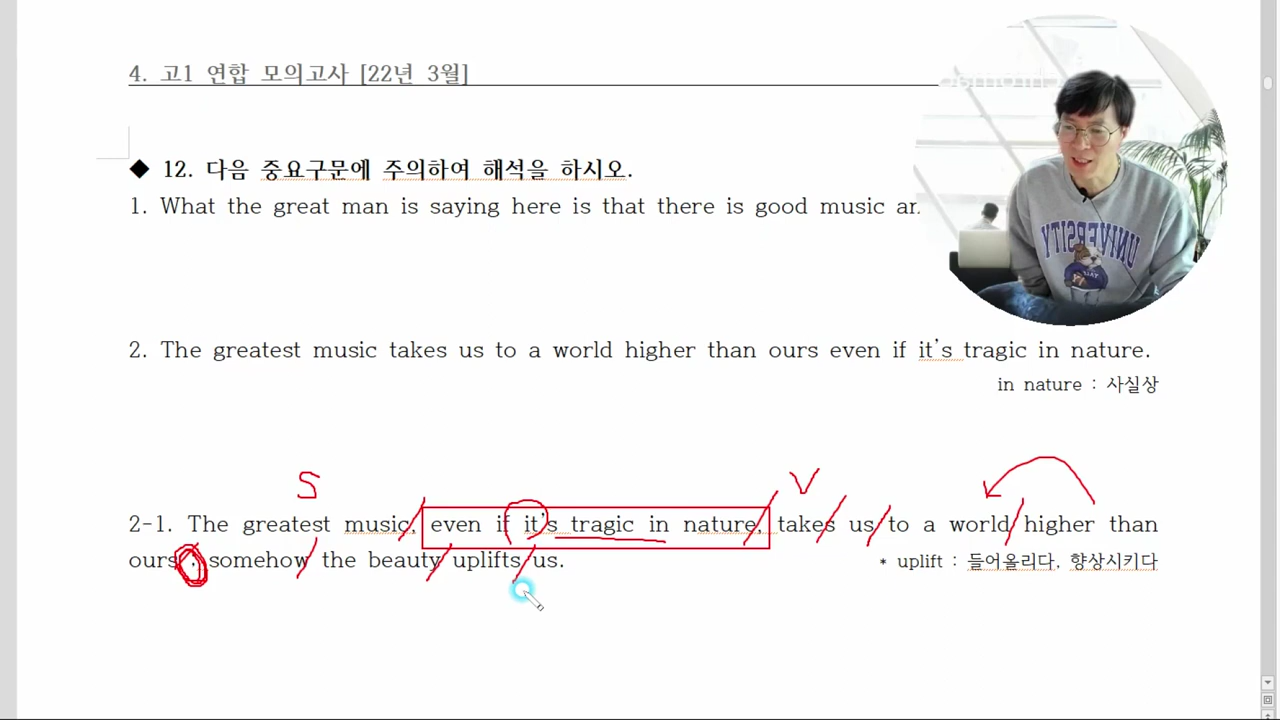 4. 고1 연합 모의고사 [22년 3월]
◆ 12. 다음 중요구문에 주의하여 해석을 하시오.
1. What the great man is saying here is that there is good music
UNIVERSITY
2. The greatest music takes us to a world higher than ours even if it's tragic in nature.
in nature : 사실상
S V
2-1. The greatest music, even if it's tragic in nature, takes us to a world higher than
ours ; somehow the beauty uplifts us.
* uplift : 들어올리다, 향상시키다